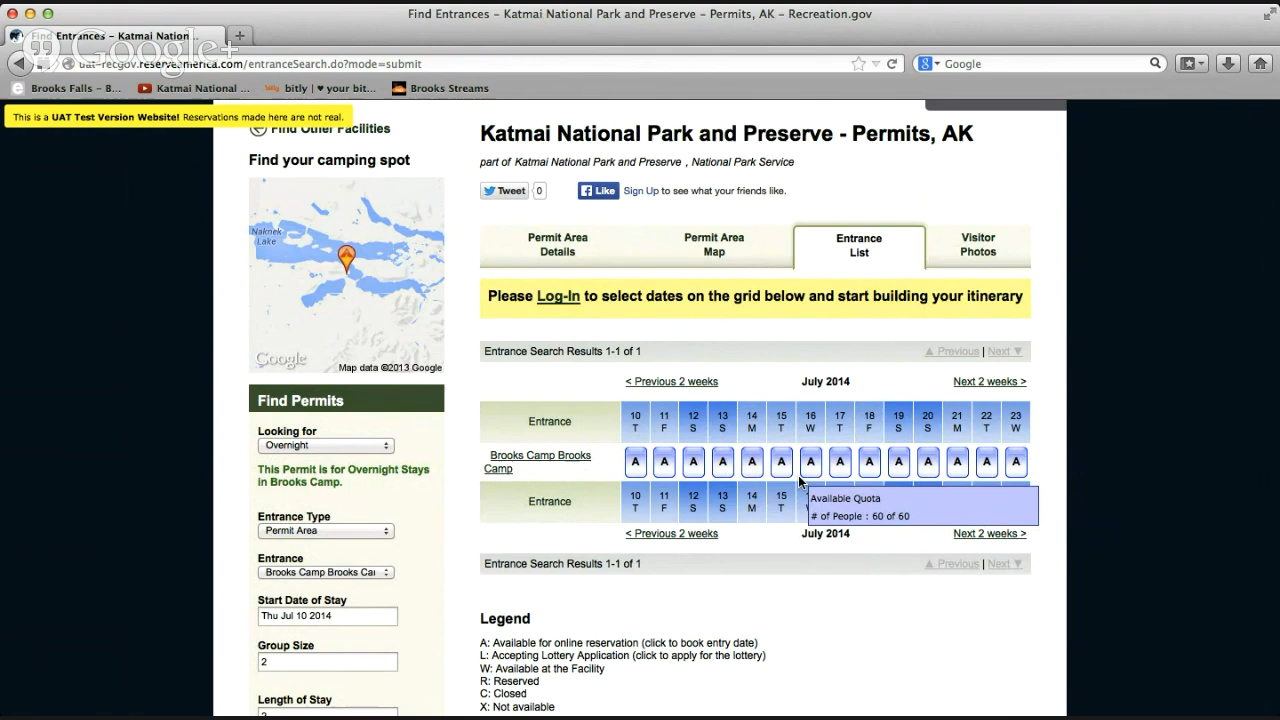 Find Entrances - Katmai National Park and Preserve - Permits, AK - Recreation.gov
Find Entrances - Katmai Nation...
Google+
uat-recgov.reserveamerica.com/entranceSearch.do?mode=submit
Google
Brooks Falls - B...
Katmai National ...
bitly | ♥ your bit...
Brooks Streams
This is a UAT Test Version Website! Reservations made here are not real.
Find Other Facilities
Find your camping spot
Naknek
Lake
Google
Map data ©2013 Google
Find Permits
Looking for
Overnight
This Permit is for Overnight Stays
in Brooks Camp.
Entrance Type
Permit Area
Entrance
Brooks Camp Brooks Ca
Start Date of Stay
Thu Jul 10 2014
Group Size
2
Length of Stay
Katmai National Park and Preserve - Permits, AK
part of Katmai National Park and Preserve , National Park Service
Tweet 0 Like Sign Up to see what your friends like.
Permit Area
Details
Permit Area
Map
Entrance
List
Visitor
Photos
Please Log-In to select dates on the grid below and start building your itinerary
Entrance Search Results 1-1 of 1 ▲ Previous | Next ▼
< Previous 2 weeks July 2014 Next 2 weeks >
Entrance
10 11 12 13 14 15 16 17 18 19 20 21 22 23
T F S S M T W T F S S M T W
Brooks Camp Brooks
Camp
A A A A A A A A A A A A A A
Entrance
10 11 12 13 14 15
T F S S M T
Available Quota
# of People : 60 of 60
< Previous 2 weeks July 2014 Next 2 weeks >
Entrance Search Results 1-1 of 1 ▲ Previous | Next ▼
Legend
A: Available for online reservation (click to book entry date)
L: Accepting Lottery Application (click to apply for the lottery)
W: Available at the Facility
R: Reserved
C: Closed
X: Not available